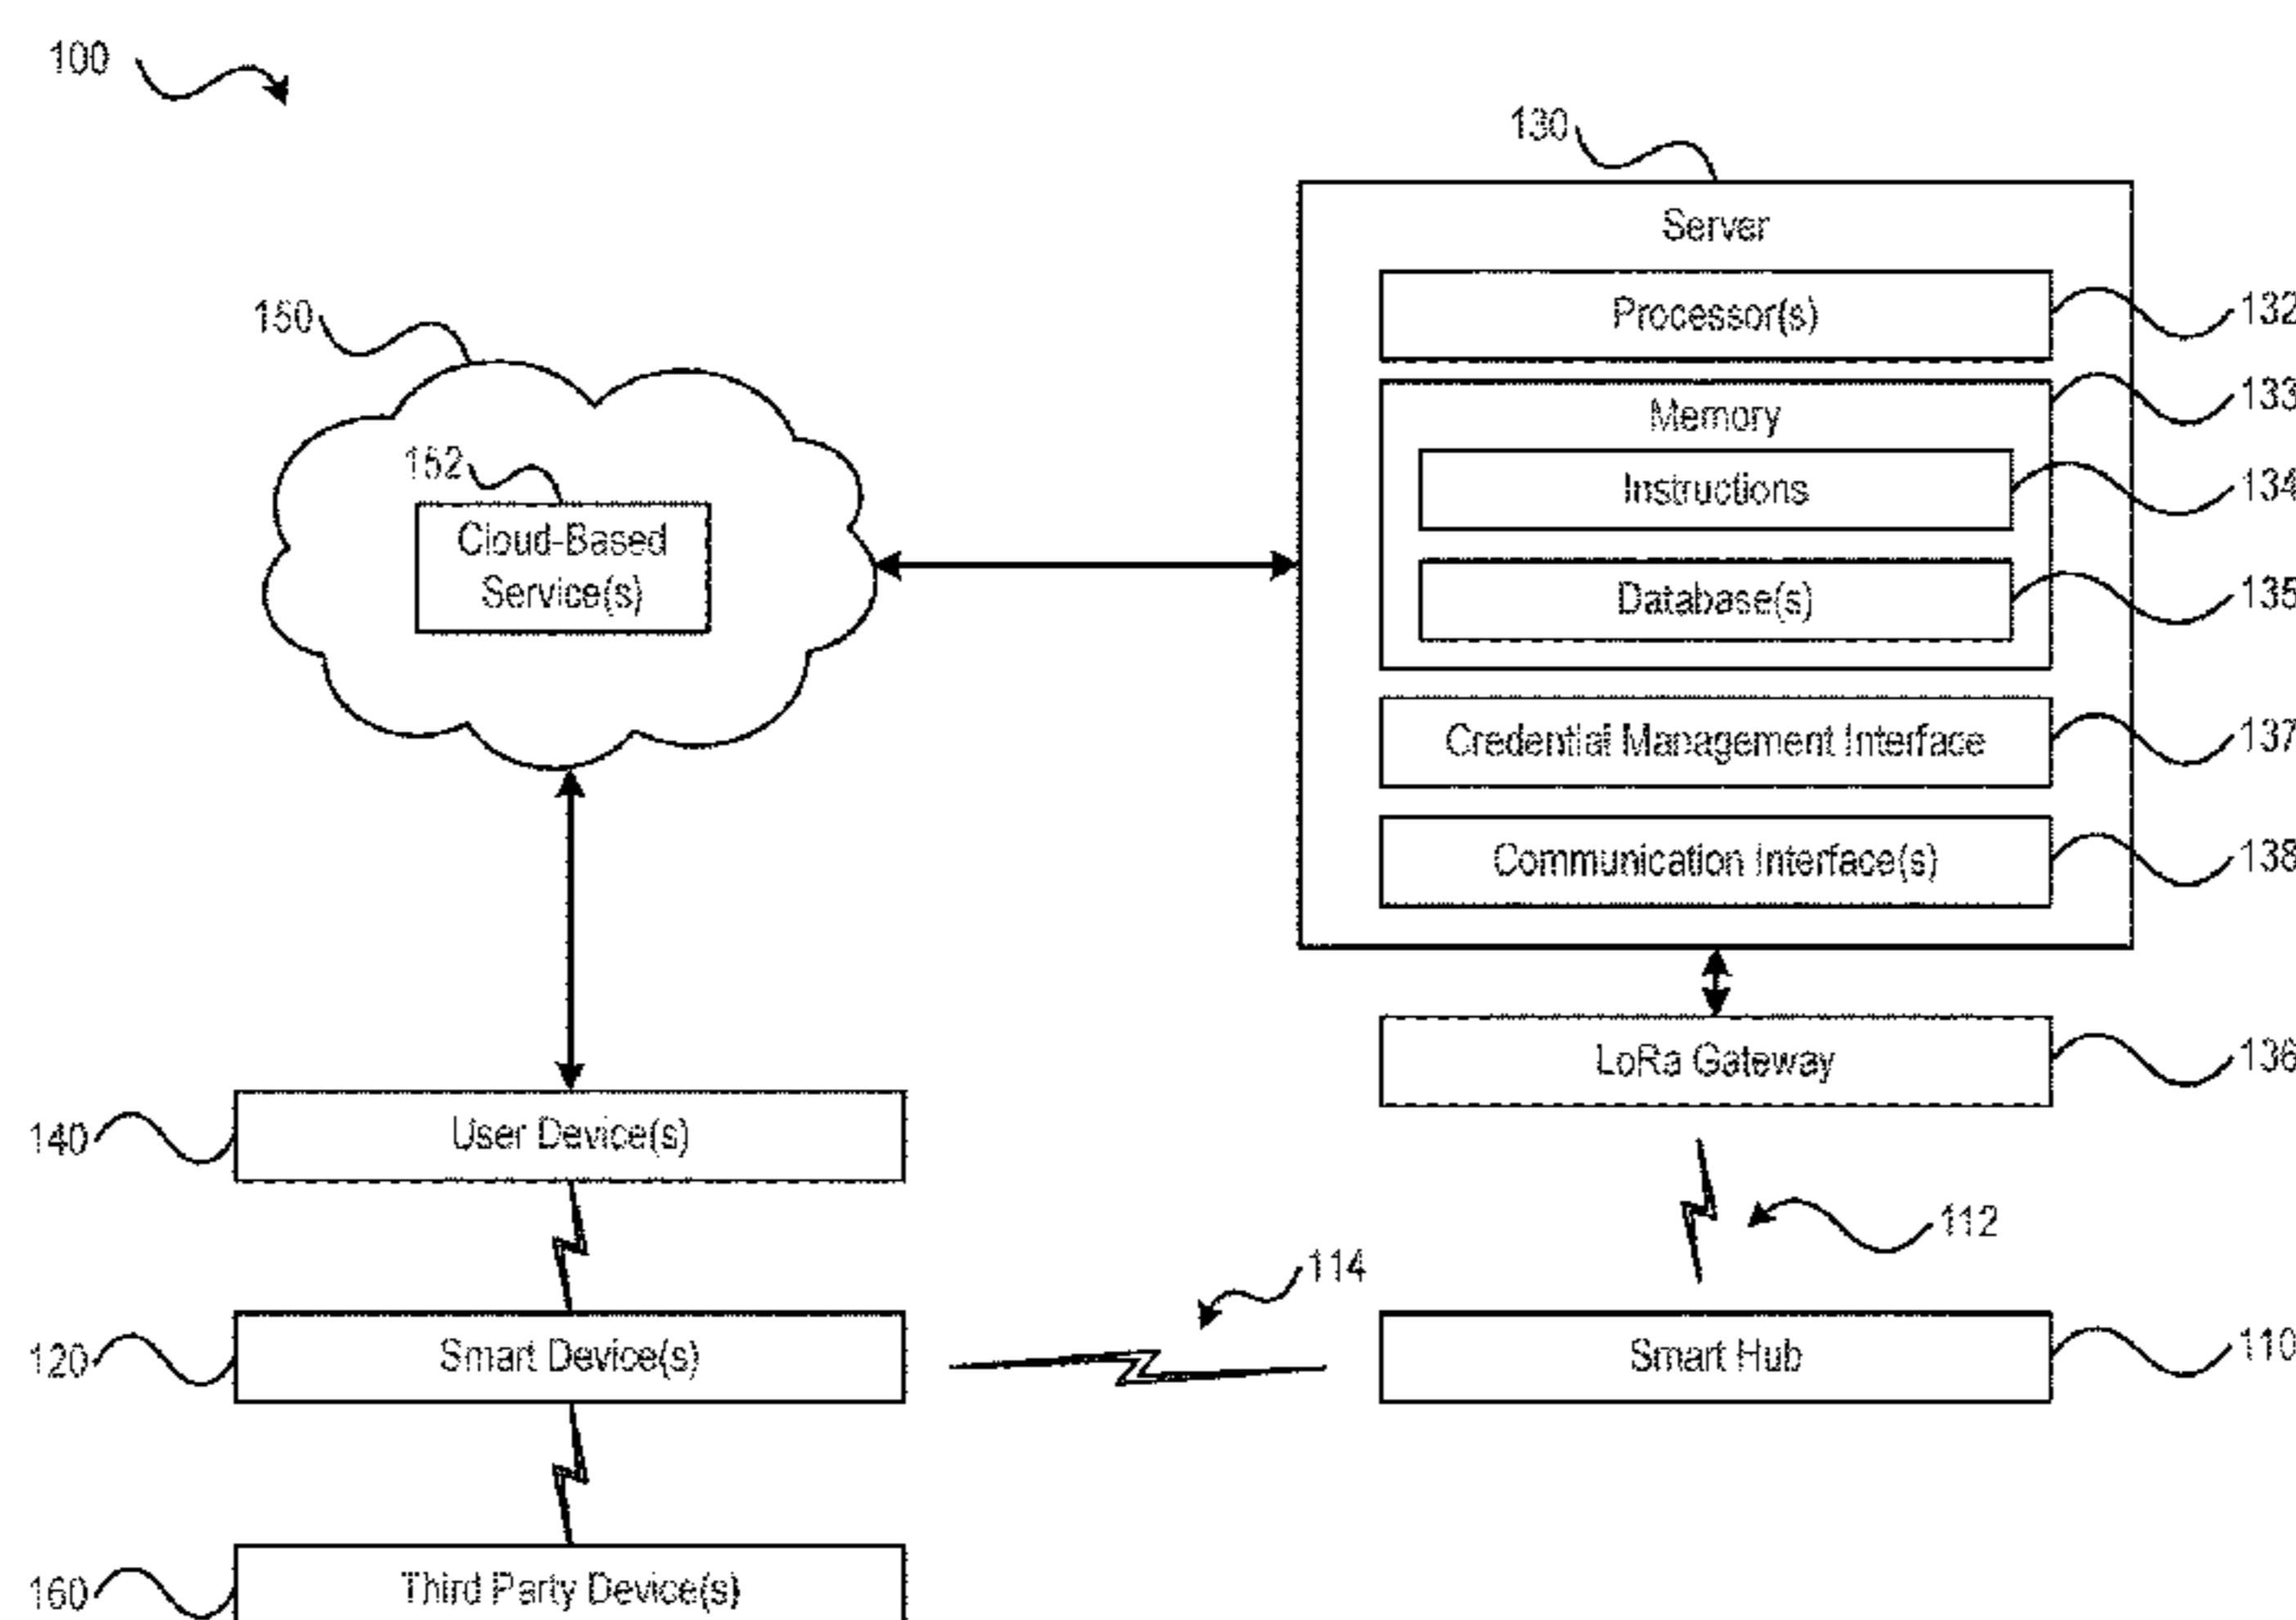 100
130
Server
Processor(s)
132
150
Memory
133
152
Instructions
134
Cloud-Based
Service(s)
Database(s)
135
Credential Management Interface
137
Communication Interface(s)
138
LoRa Gateway
136
140
User Device(s)
112
114
120
Smart Device(s)
Smart Hub
110
160
Third Party Device(s)